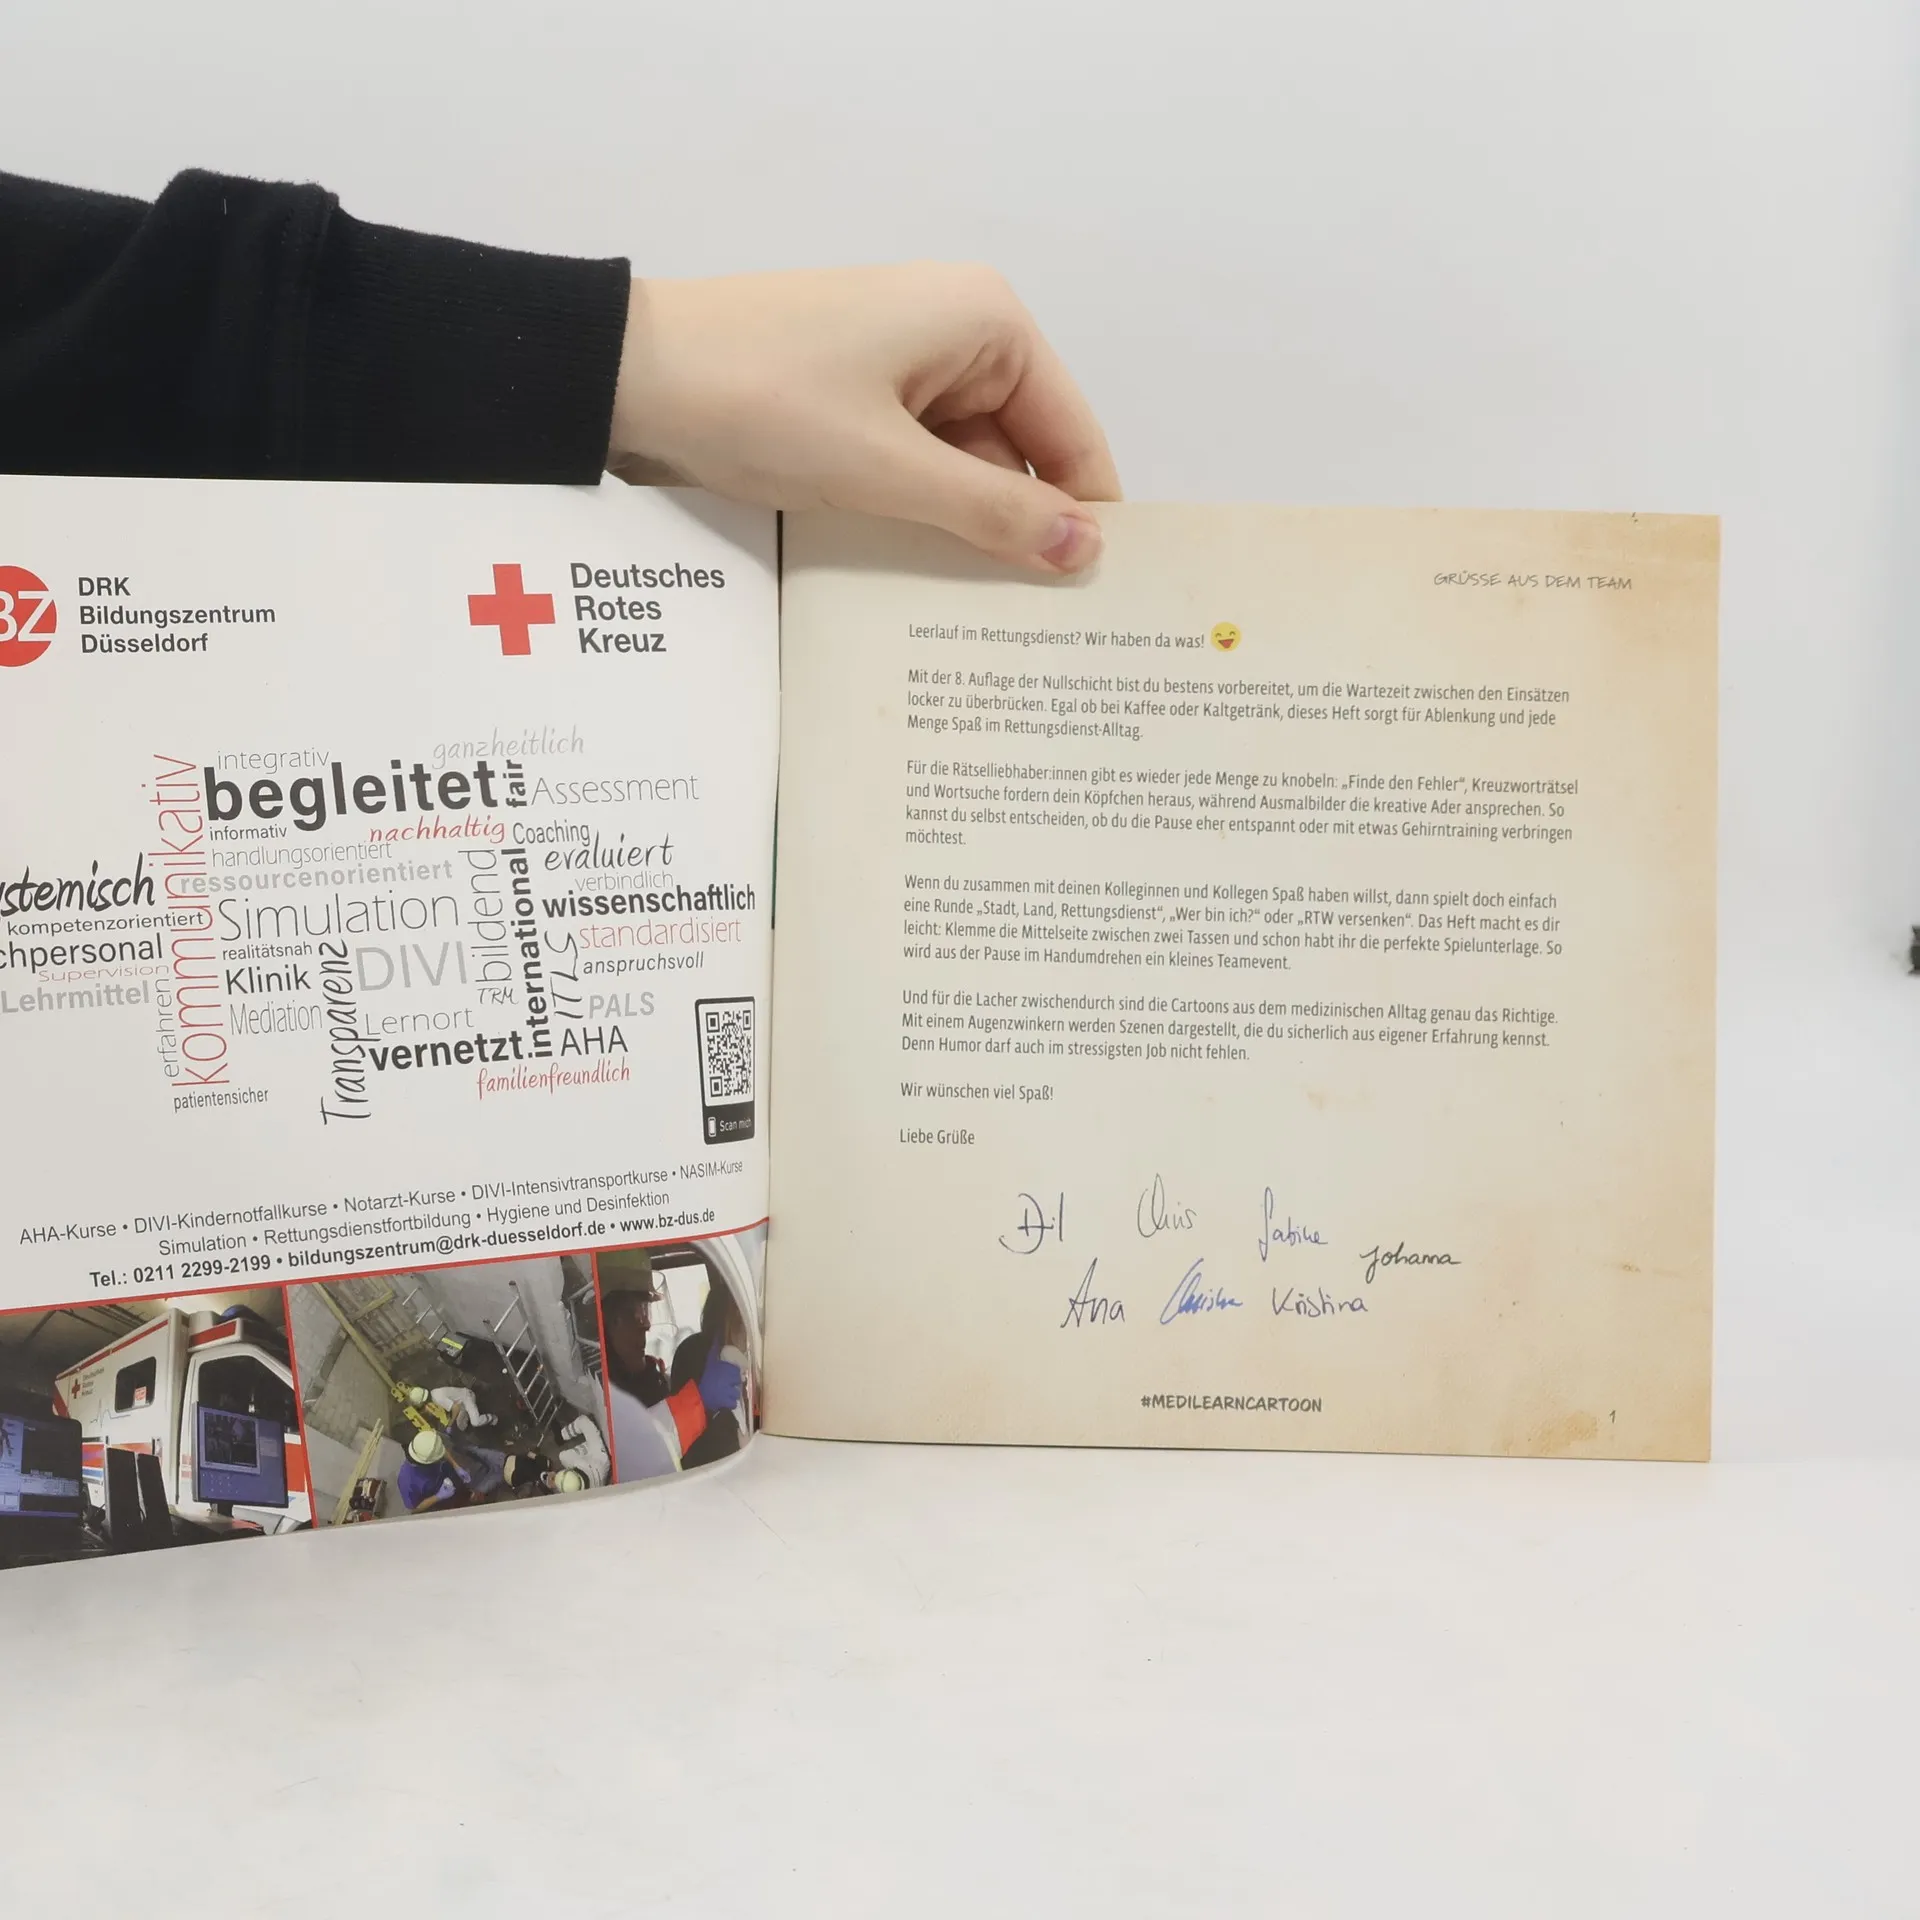 BZ
DRK
Bildungszentrum
Düsseldorf
Deutsches
Rotes
Kreuz
ganzheitlich
integrativ
begleitet
fair
Assessment
kommunikativ
informativ
nachhaltig
Coaching
handlungsorientiert
evaluiert
ressourcenorientiert
verbindlich
stemisch
bildend
international
wissenschaftlich
kompetenzorientiert
Simulation
standardisiert
chpersonal
realitätsnah
DIVI
ITLS
anspruchsvoll
Supervision
Klinik
Transparenz
TRM
PALS
Lehrmittel
erfahren
Mediation
Lernort
vernetzt
AHA
familienfreundlich
patientensicher
Scan mich
AHA-Kurse • DIVI-Kindernotfallkurse • Notarzt-Kurse • DIVI-Intensivtransportkurse • NASIM-Kurse
Simulation • Rettungsdienstfortbildung • Hygiene und Desinfektion
Tel.: 0211 2299-2199 • bildungszentrum@drk-duesseldorf.de • www.bz-dus.de
Deutsches
Rotes
Kreuz
GRÜSSE AUS DEM TEAM
Leerlauf im Rettungsdienst? Wir haben da was!
Mit der 8. Auflage der Nullschicht bist du bestens vorbereitet, um die Wartezeit zwischen den Einsätzen
locker zu überbrücken. Egal ob bei Kaffee oder Kaltgetränk, dieses Heft sorgt für Ablenkung und jede
Menge Spaß im Rettungsdienst-Alltag.
Für die Rätselliebhaber:innen gibt es wieder jede Menge zu knobeln: „Finde den Fehler“, Kreuzworträtsel
und Wortsuche fordern dein Köpfchen heraus, während Ausmalbilder die kreative Ader ansprechen. So
kannst du selbst entscheiden, ob du die Pause eher entspannt oder mit etwas Gehirntraining verbringen
möchtest.
Wenn du zusammen mit deinen Kolleginnen und Kollegen Spaß haben willst, dann spielt doch einfach
eine Runde „Stadt, Land, Rettungsdienst“, „Wer bin ich?“ oder „RTW versenken“. Das Heft macht es dir
leicht: Klemme die Mittelseite zwischen zwei Tassen und schon habt ihr die perfekte Spielunterlage. So
wird aus der Pause im Handumdrehen ein kleines Teamevent.
Und für die Lacher zwischendurch sind die Cartoons aus dem medizinischen Alltag genau das Richtige.
Mit einem Augenzwinkern werden Szenen dargestellt, die du sicherlich aus eigener Erfahrung kennst.
Denn Humor darf auch im stressigsten Job nicht fehlen.
Wir wünschen viel Spaß!
Liebe Grüße
Chris Sabine Johanna
Ana Kristina
#MEDILEARNCARTOON
1